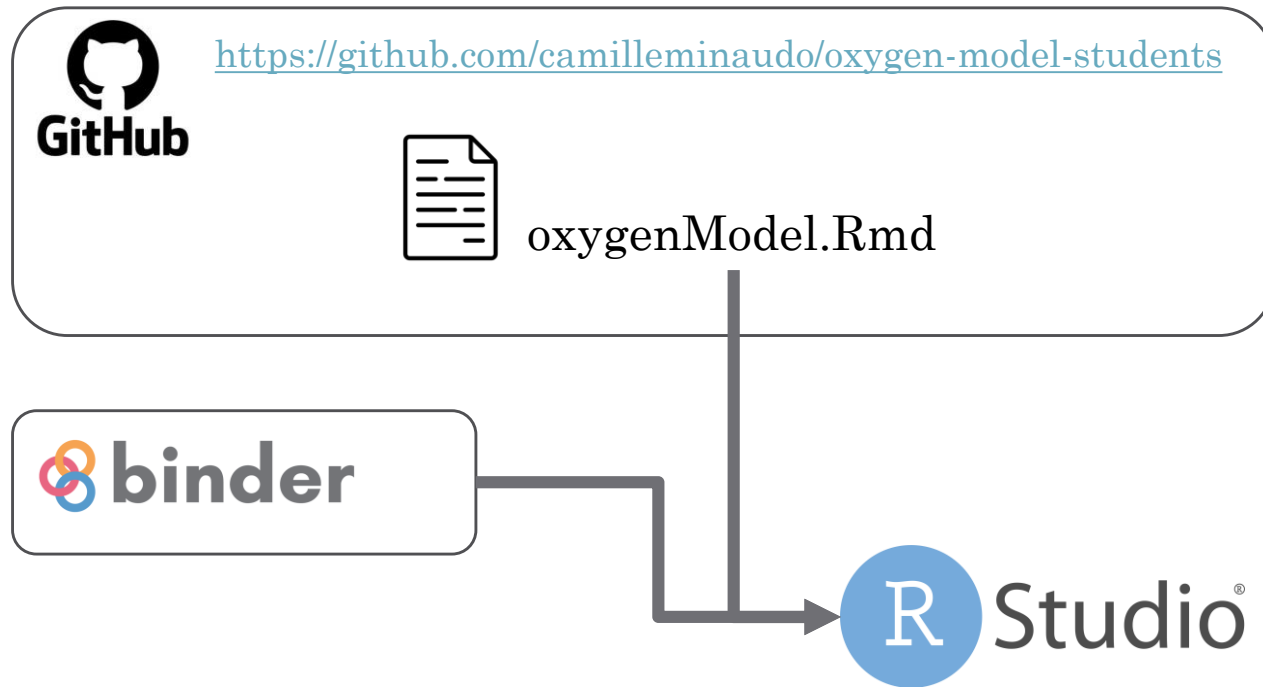 https://github.com/camilleminaudo/oxygen-model-students
GitHub
oxygenModel.Rmd
binder
R Studio®